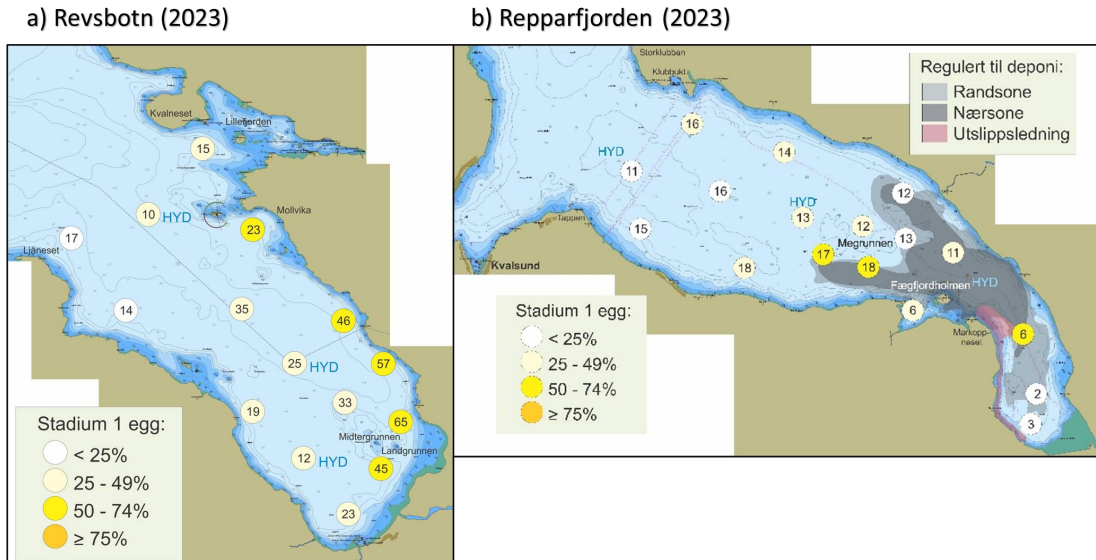 a) Revsbotn (2023)
b) Repparfjorden (2023)
Kvalneset
Lillefjorden
15
10
HYD
Mollvika
23
17
Ljåneset
14
35
46
25
HYD
57
19
33
65
Midtergrunnen
Landgrunnen
12
HYD
45
23
Stadium 1 egg:
< 25%
25 - 49%
50 - 74%
≥ 75%
Storklubben
Klubbukt
16
HYD
14
11
16
12
HYD
13
12
15
Megrunnen
13
17
11
18
18
Kvalsund
Fægfjordholmen
HYD
6
Markopp-
neset
6
2
3
Regulert til deponi:
Randsone
Nærsone
Utslippsledning
Stadium 1 egg:
< 25%
25 - 49%
50 - 74%
≥ 75%